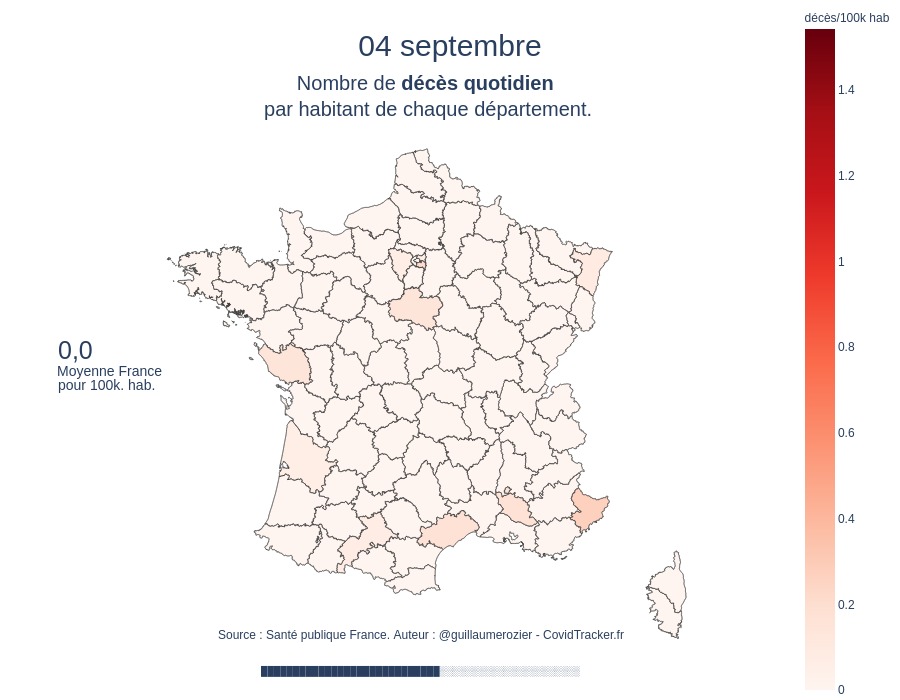 décès/100k hab
04 septembre
Nombre de décès quotidien
par habitant de chaque département.
1.4
1.2
1
0.8
0.6
0.4
0.2
0
0,0
Moyenne France
pour 100k. hab.
Source : Santé publique France. Auteur : @guillaumerozier - CovidTracker.fr